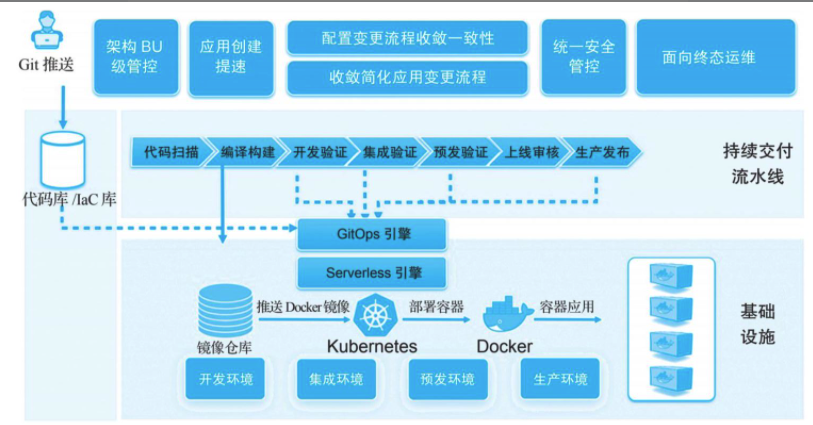 Git 推送
架构 BU
级管控
应用创建
提速
配置变更流程收敛一致性
收敛简化应用变更流程
统一安全
管控
面向终态运维
代码库 /IaC 库
代码扫描
编译构建
开发验证
集成验证
预发验证
上线审核
生产发布
持续交付
流水线
GitOps 引擎
Serverless 引擎
镜像仓库
推送 Docker 镜像
Kubernetes
部署容器
Docker
容器应用
基础
设施
开发环境
集成环境
预发环境
生产环境